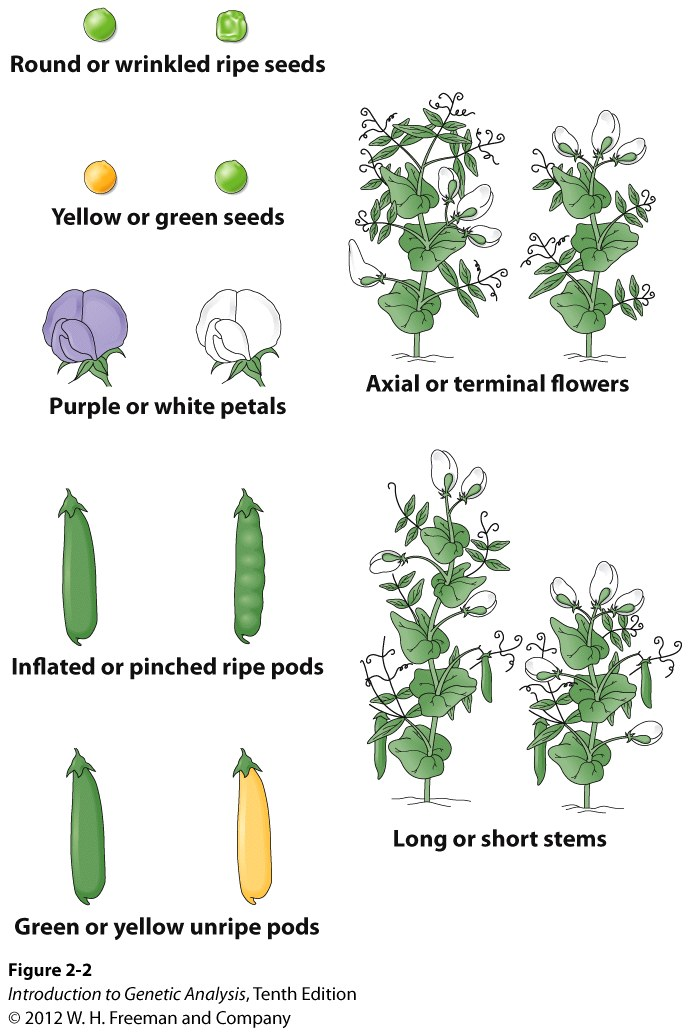 Round or wrinkled ripe seeds
Yellow or green seeds
Purple or white petals
Inflated or pinched ripe pods
Green or yellow unripe pods
Axial or terminal flowers
Long or short stems
Figure 2-2
Introduction to Genetic Analysis, Tenth Edition
© 2012 W. H. Freeman and Company